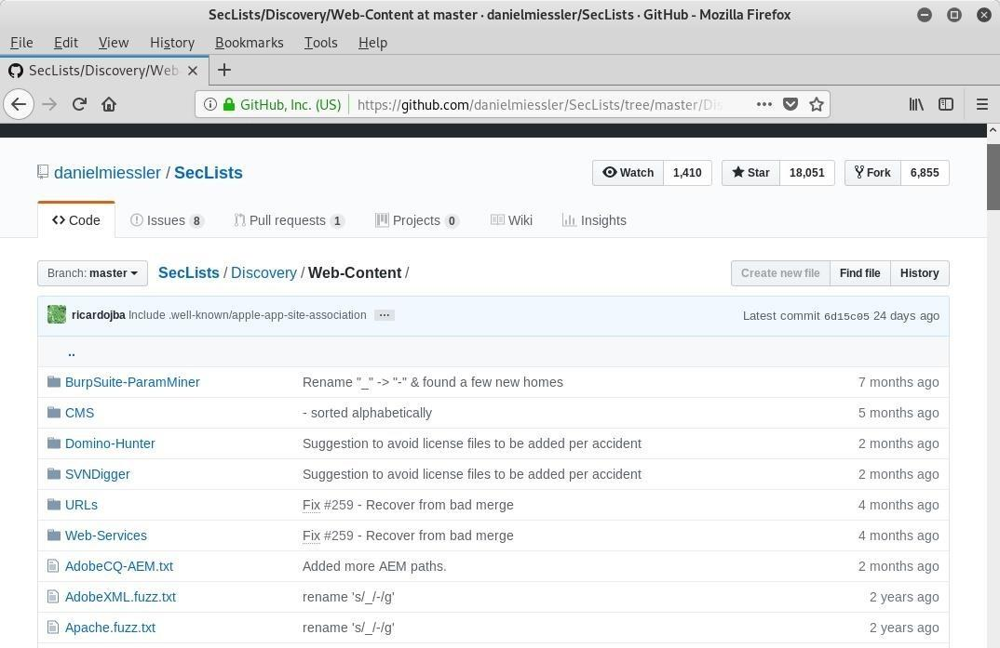 SecLists/Discovery/Web-Content at master · danielmiessler/SecLists · GitHub - Mozilla Firefox
File Edit View History Bookmarks Tools Help
SecLists/Discovery/Web
GitHub, Inc. (US) https://github.com/danielmiessler/SecLists/tree/master/Dis
danielmiessler / SecLists Watch 1,410 Star 18,051 Fork 6,855
Code Issues 8 Pull requests 1 Projects 0 Wiki Insights
Branch: master SecLists / Discovery / Web-Content / Create new file Find file History
ricardojba Include .well-known/apple-app-site-association ... Latest commit 6d15c05 24 days ago
..
BurpSuite-ParamMiner Rename "_" -> "-" & found a few new homes 7 months ago
CMS - sorted alphabetically 5 months ago
Domino-Hunter Suggestion to avoid license files to be added per accident 2 months ago
SVNDigger Suggestion to avoid license files to be added per accident 2 months ago
URLs Fix #259 - Recover from bad merge 4 months ago
Web-Services Fix #259 - Recover from bad merge 4 months ago
AdobeCQ-AEM.txt Added more AEM paths. 2 months ago
AdobeXML.fuzz.txt rename 's/_/-/g' 2 years ago
Apache.fuzz.txt rename 's/_/-/g' 2 years ago